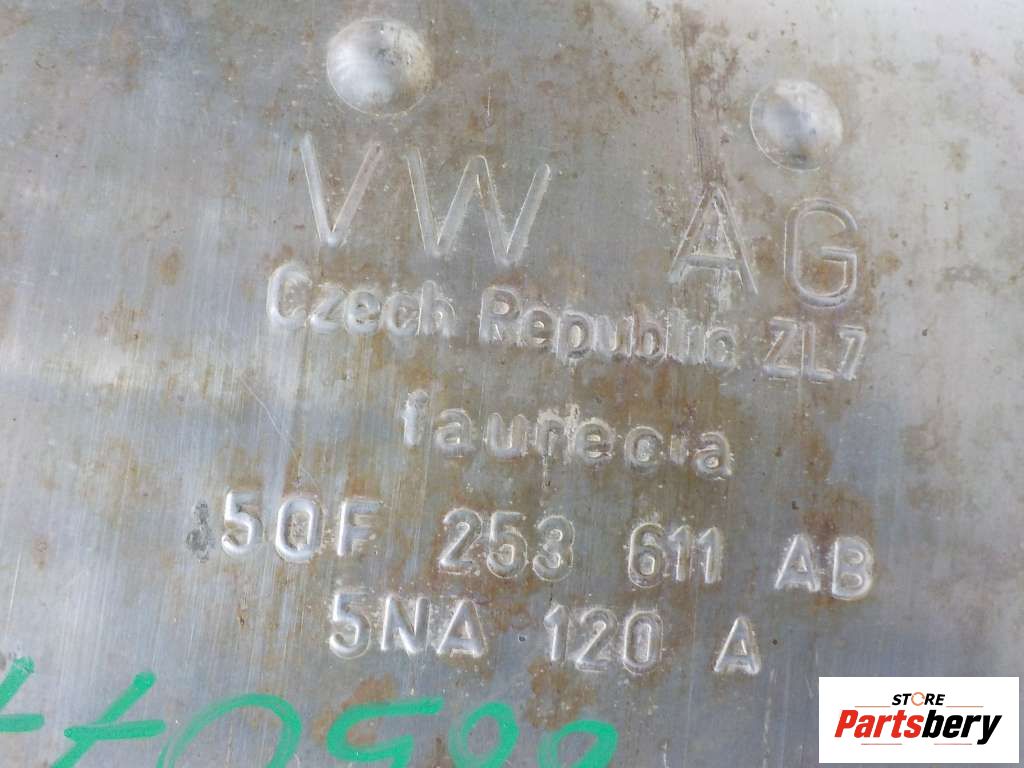 VW AG
Czech Republic ZL7
faurecia
5QF 253 611 AB
5NA 120 A
STORE
Partsbery